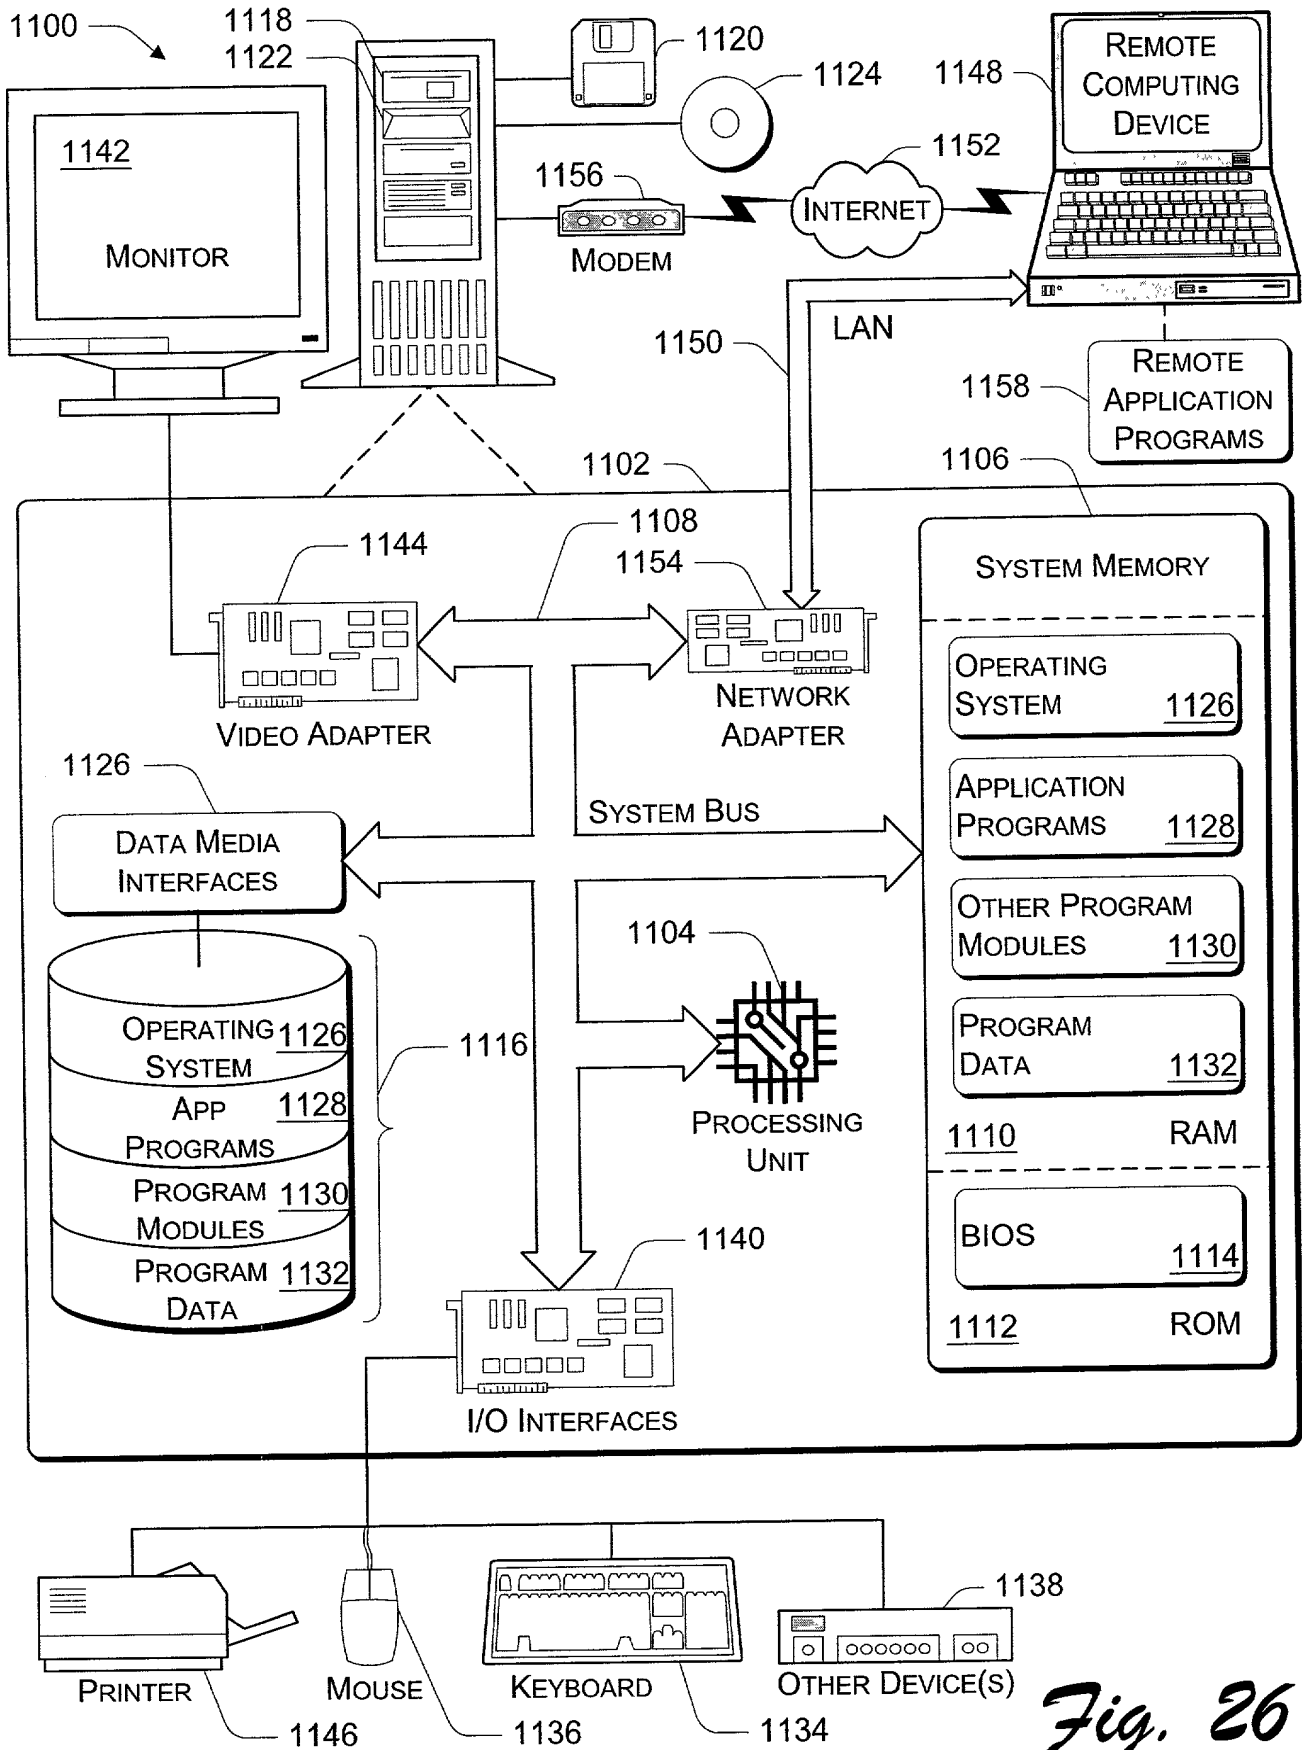 1100
1118
1122
1120
1124
1148
REMOTE
COMPUTING
DEVICE
1142
MONITOR
1156
MODEM
1152
INTERNET
LAN
1150
REMOTE
APPLICATION
PROGRAMS
1158
1102
1106
1144
1108
1154
VIDEO ADAPTER
NETWORK
ADAPTER
SYSTEM MEMORY
OPERATING
SYSTEM 1126
APPLICATION
PROGRAMS 1128
OTHER PROGRAM
MODULES 1130
PROGRAM
DATA 1132
1110 RAM
BIOS
1114
1112 ROM
1126
DATA MEDIA
INTERFACES
SYSTEM BUS
1104
PROCESSING
UNIT
OPERATING 1126
SYSTEM
APP 1128
PROGRAMS
PROGRAM 1130
MODULES
PROGRAM 1132
DATA
1116
1140
I/O INTERFACES
PRINTER
1146
MOUSE
1136
KEYBOARD
1134
1138
OTHER DEVICE(S)
Fig. 26